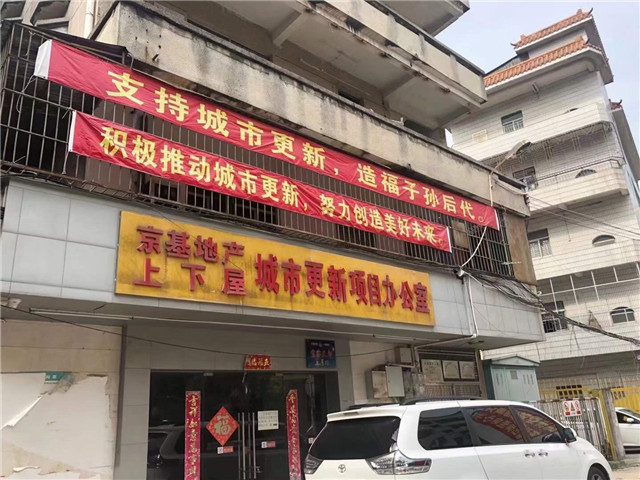 支持城市更新，造福子孙后代。
积极推动城市更新，努力创造美好未来。
京基地产
上下屋
城市更新项目办公室
福